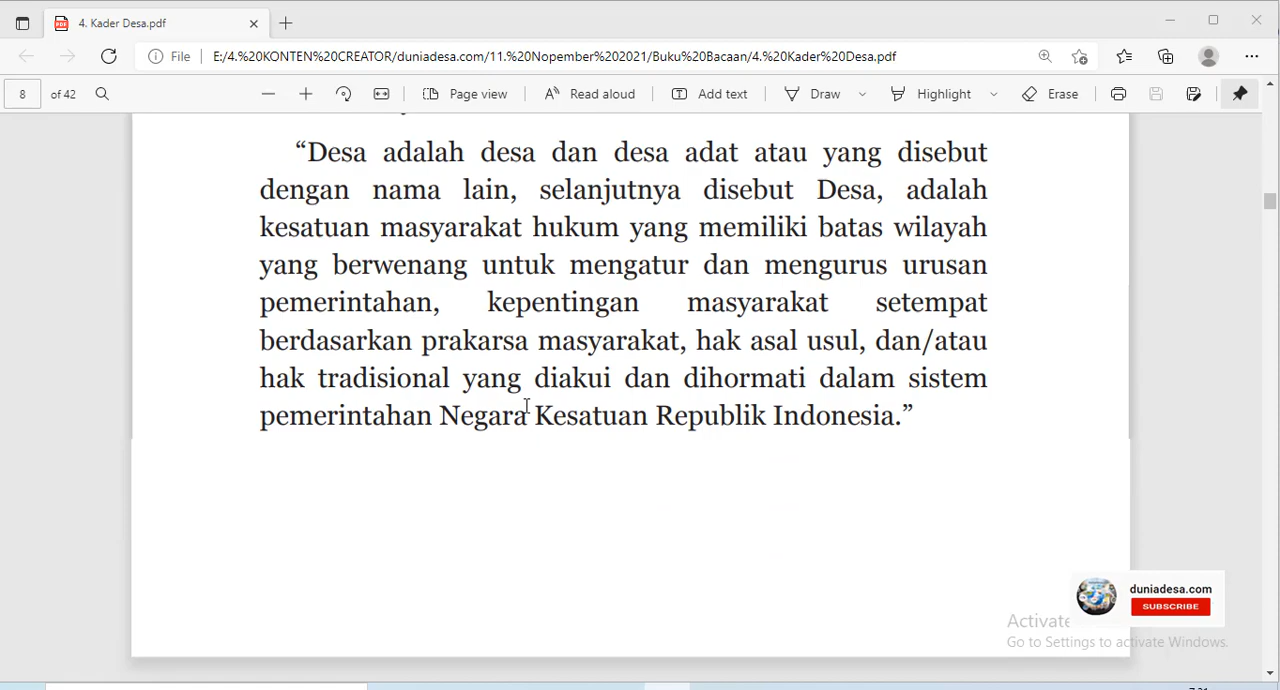 4. Kader Desa.pdf
File E:/4.%20KONTEN%20CREATOR/duniadesa.com/11.%20Nopember%202021/Buku%20Bacaan/4.%20Kader%20Desa.pdf
8 of 42 Page view Read aloud Add text Draw Highlight Erase
“Desa adalah desa dan desa adat atau yang disebut
dengan nama lain, selanjutnya disebut Desa, adalah
kesatuan masyarakat hukum yang memiliki batas wilayah
yang berwenang untuk mengatur dan mengurus urusan
pemerintahan, kepentingan masyarakat setempat
berdasarkan prakarsa masyarakat, hak asal usul, dan/atau
hak tradisional yang diakui dan dihormati dalam sistem
pemerintahan Negara Kesatuan Republik Indonesia.”
duniadesa.com
SUBSCRIBE
Activate
Go to Settings to activate Windows.